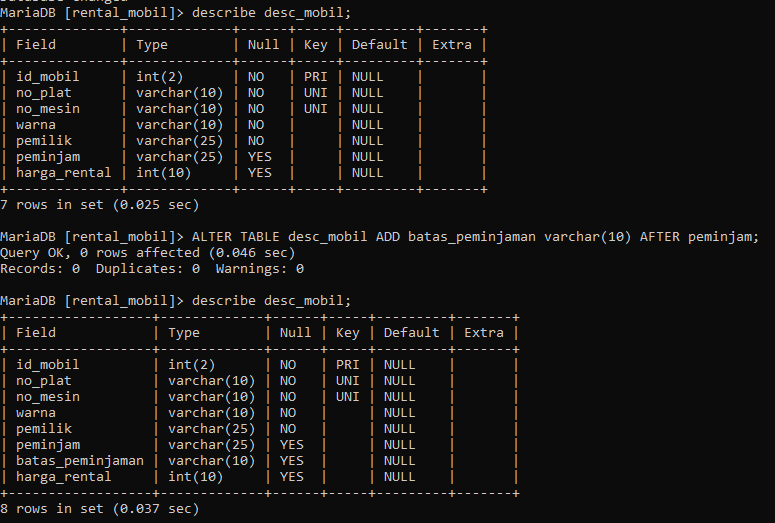 Database changed
MariaDB [rental_mobil]> describe desc_mobil;
+--------------+-------------+------+-----+---------+-------+
| Field        | Type        | Null | Key | Default | Extra |
+--------------+-------------+------+-----+---------+-------+
| id_mobil     | int(2)      | NO   | PRI | NULL    |       |
| no_plat      | varchar(10) | NO   | UNI | NULL    |       |
| no_mesin     | varchar(10) | NO   | UNI | NULL    |       |
| warna        | varchar(10) | NO   |     | NULL    |       |
| pemilik      | varchar(25) | NO   |     | NULL    |       |
| peminjam     | varchar(25) | YES  |     | NULL    |       |
| harga_rental | int(10)     | YES  |     | NULL    |       |
+--------------+-------------+------+-----+---------+-------+
7 rows in set (0.025 sec)
MariaDB [rental_mobil]> ALTER TABLE desc_mobil ADD batas_peminjaman varchar(10) AFTER peminjam;
Query OK, 0 rows affected (0.046 sec)
Records: 0  Duplicates: 0  Warnings: 0
MariaDB [rental_mobil]> describe desc_mobil;
+------------------+-------------+------+-----+---------+-------+
| Field            | Type        | Null | Key | Default | Extra |
+------------------+-------------+------+-----+---------+-------+
| id_mobil         | int(2)      | NO   | PRI | NULL    |       |
| no_plat          | varchar(10) | NO   | UNI | NULL    |       |
| no_mesin         | varchar(10) | NO   | UNI | NULL    |       |
| warna            | varchar(10) | NO   |     | NULL    |       |
| pemilik          | varchar(25) | NO   |     | NULL    |       |
| peminjam         | varchar(25) | YES  |     | NULL    |       |
| batas_peminjaman | varchar(10) | YES  |     | NULL    |       |
| harga_rental     | int(10)     | YES  |     | NULL    |       |
+------------------+-------------+------+-----+---------+-------+
8 rows in set (0.037 sec)